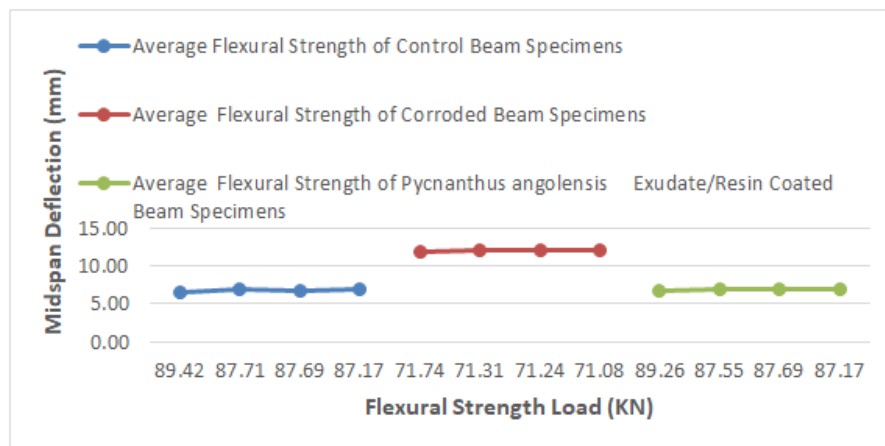 Average Flexural Strength of Control Beam Specimens
Average Flexural Strength of Corroded Beam Specimens
Average Flexural Strength of Pycnanthus angolensis Exudate/Resin Coated
Beam Specimens
Midspan Deflection (mm)
15.00
10.00
5.00
0.00
89.42 87.71 87.69 87.17 71.74 71.31 71.24 71.08 89.26 87.55 87.69 87.17
Flexural Strength Load (KN)